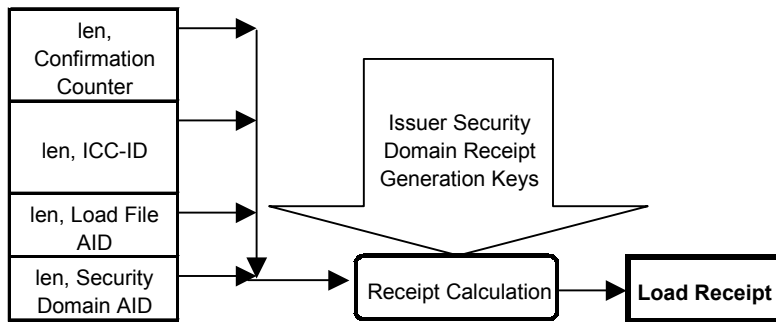 len,
Confirmation
Counter
len, ICC-ID
len, Load File
AID
len, Security
Domain AID
Issuer Security
Domain Receipt
Generation Keys
Receipt Calculation
Load Receipt